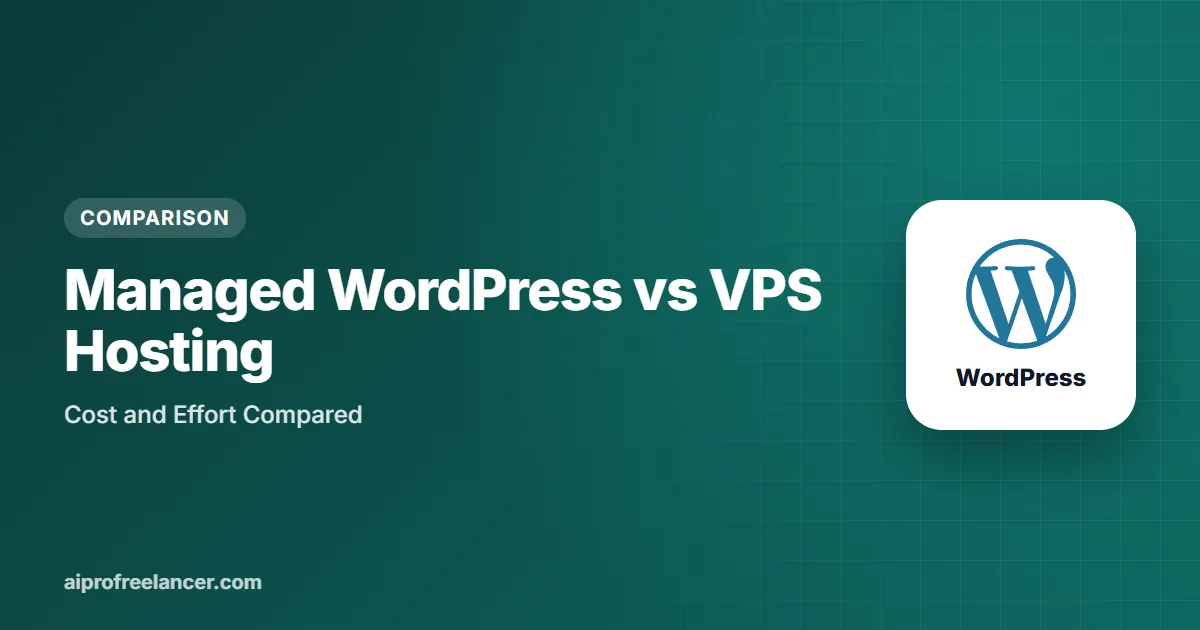 COMPARISON
Managed WordPress vs VPS
Hosting
Cost and Effort Compared
WordPress
aiprofreelancer.com